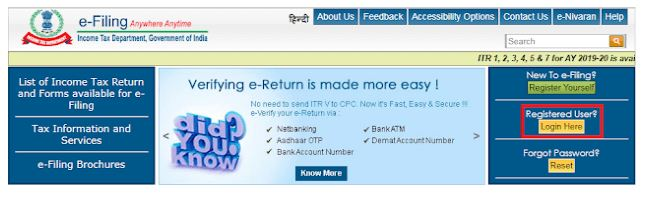 e-Filing Anywhere Anytime
Income Tax Department, Government of India
हिन्दी About Us Feedback Accessibility Options Contact Us e-Nivaran Help
Search
ITR 1, 2, 3, 4, 5 & 7 for AY 2019-20 is avai
List of Income Tax Return
and Forms available for e-
Filing
Tax Information and
Services
e-Filing Brochures
Verifying e-Return is made more easy !
No need to send ITR V to CPC. Now it's Fast, Easy & Secure !!!
e-Verify your e-Return via :
✓ Netbanking ✓ Bank ATM
✓ Aadhaar OTP ✓ Demat Account Number
✓ Bank Account Number
did?
YOU
know
< >
Know More
New To e-Filing?
Register Yourself
Registered User?
Login Here
Forgot Password?
Reset